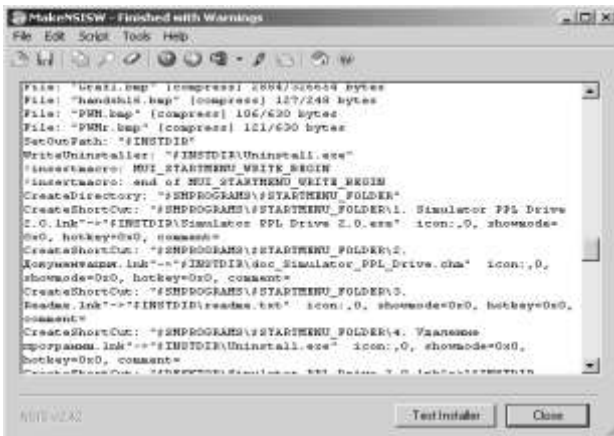 MakeNSISW - Finished with Warnings
File Edit Script Tools Help
File: "Grafi.bmp" [compress] 2884/326654 bytes
File: "handshl6.bmp" [compress] 127/248 bytes
File: "PWM.bmp" [compress] 106/630 bytes
File: "PWMr.bmp" [compress] 121/630 bytes
SetOutPath: "$INSTDIR"
WriteUninstaller: "$INSTDIR\Uninstall.exe"
!insertmacro: MUI_STARTMENU_WRITE_BEGIN
!insertmacro: end of MUI_STARTMENU_WRITE_BEGIN
CreateDirectory: "$SMPROGRAMS\$STARTMENU_FOLDER"
CreateShortCut: "$SMPROGRAMS\$STARTMENU_FOLDER\1. Simulator PPL Drive
2.0.lnk"->"$INSTDIR\Simulator PPL Drive 2.0.exe" icon:,0, showmode=
0x0, hotkey=0x0, comment=
CreateShortCut: "$SMPROGRAMS\$STARTMENU_FOLDER\2.
Документация.lnk"->"$INSTDIR\doc_Simulator_PPL_Drive.chm" icon:,0,
showmode=0x0, hotkey=0x0, comment=
CreateShortCut: "$SMPROGRAMS\$STARTMENU_FOLDER\3.
Readme.lnk"->"$INSTDIR\readme.txt" icon:,0, showmode=0x0, hotkey=0x0,
comment=
CreateShortCut: "$SMPROGRAMS\$STARTMENU_FOLDER\4. Удаление
программы.lnk"->"$INSTDIR\Uninstall.exe" icon:,0, showmode=0x0,
hotkey=0x0, comment=
NSIS v2.42
Test Installer
Close